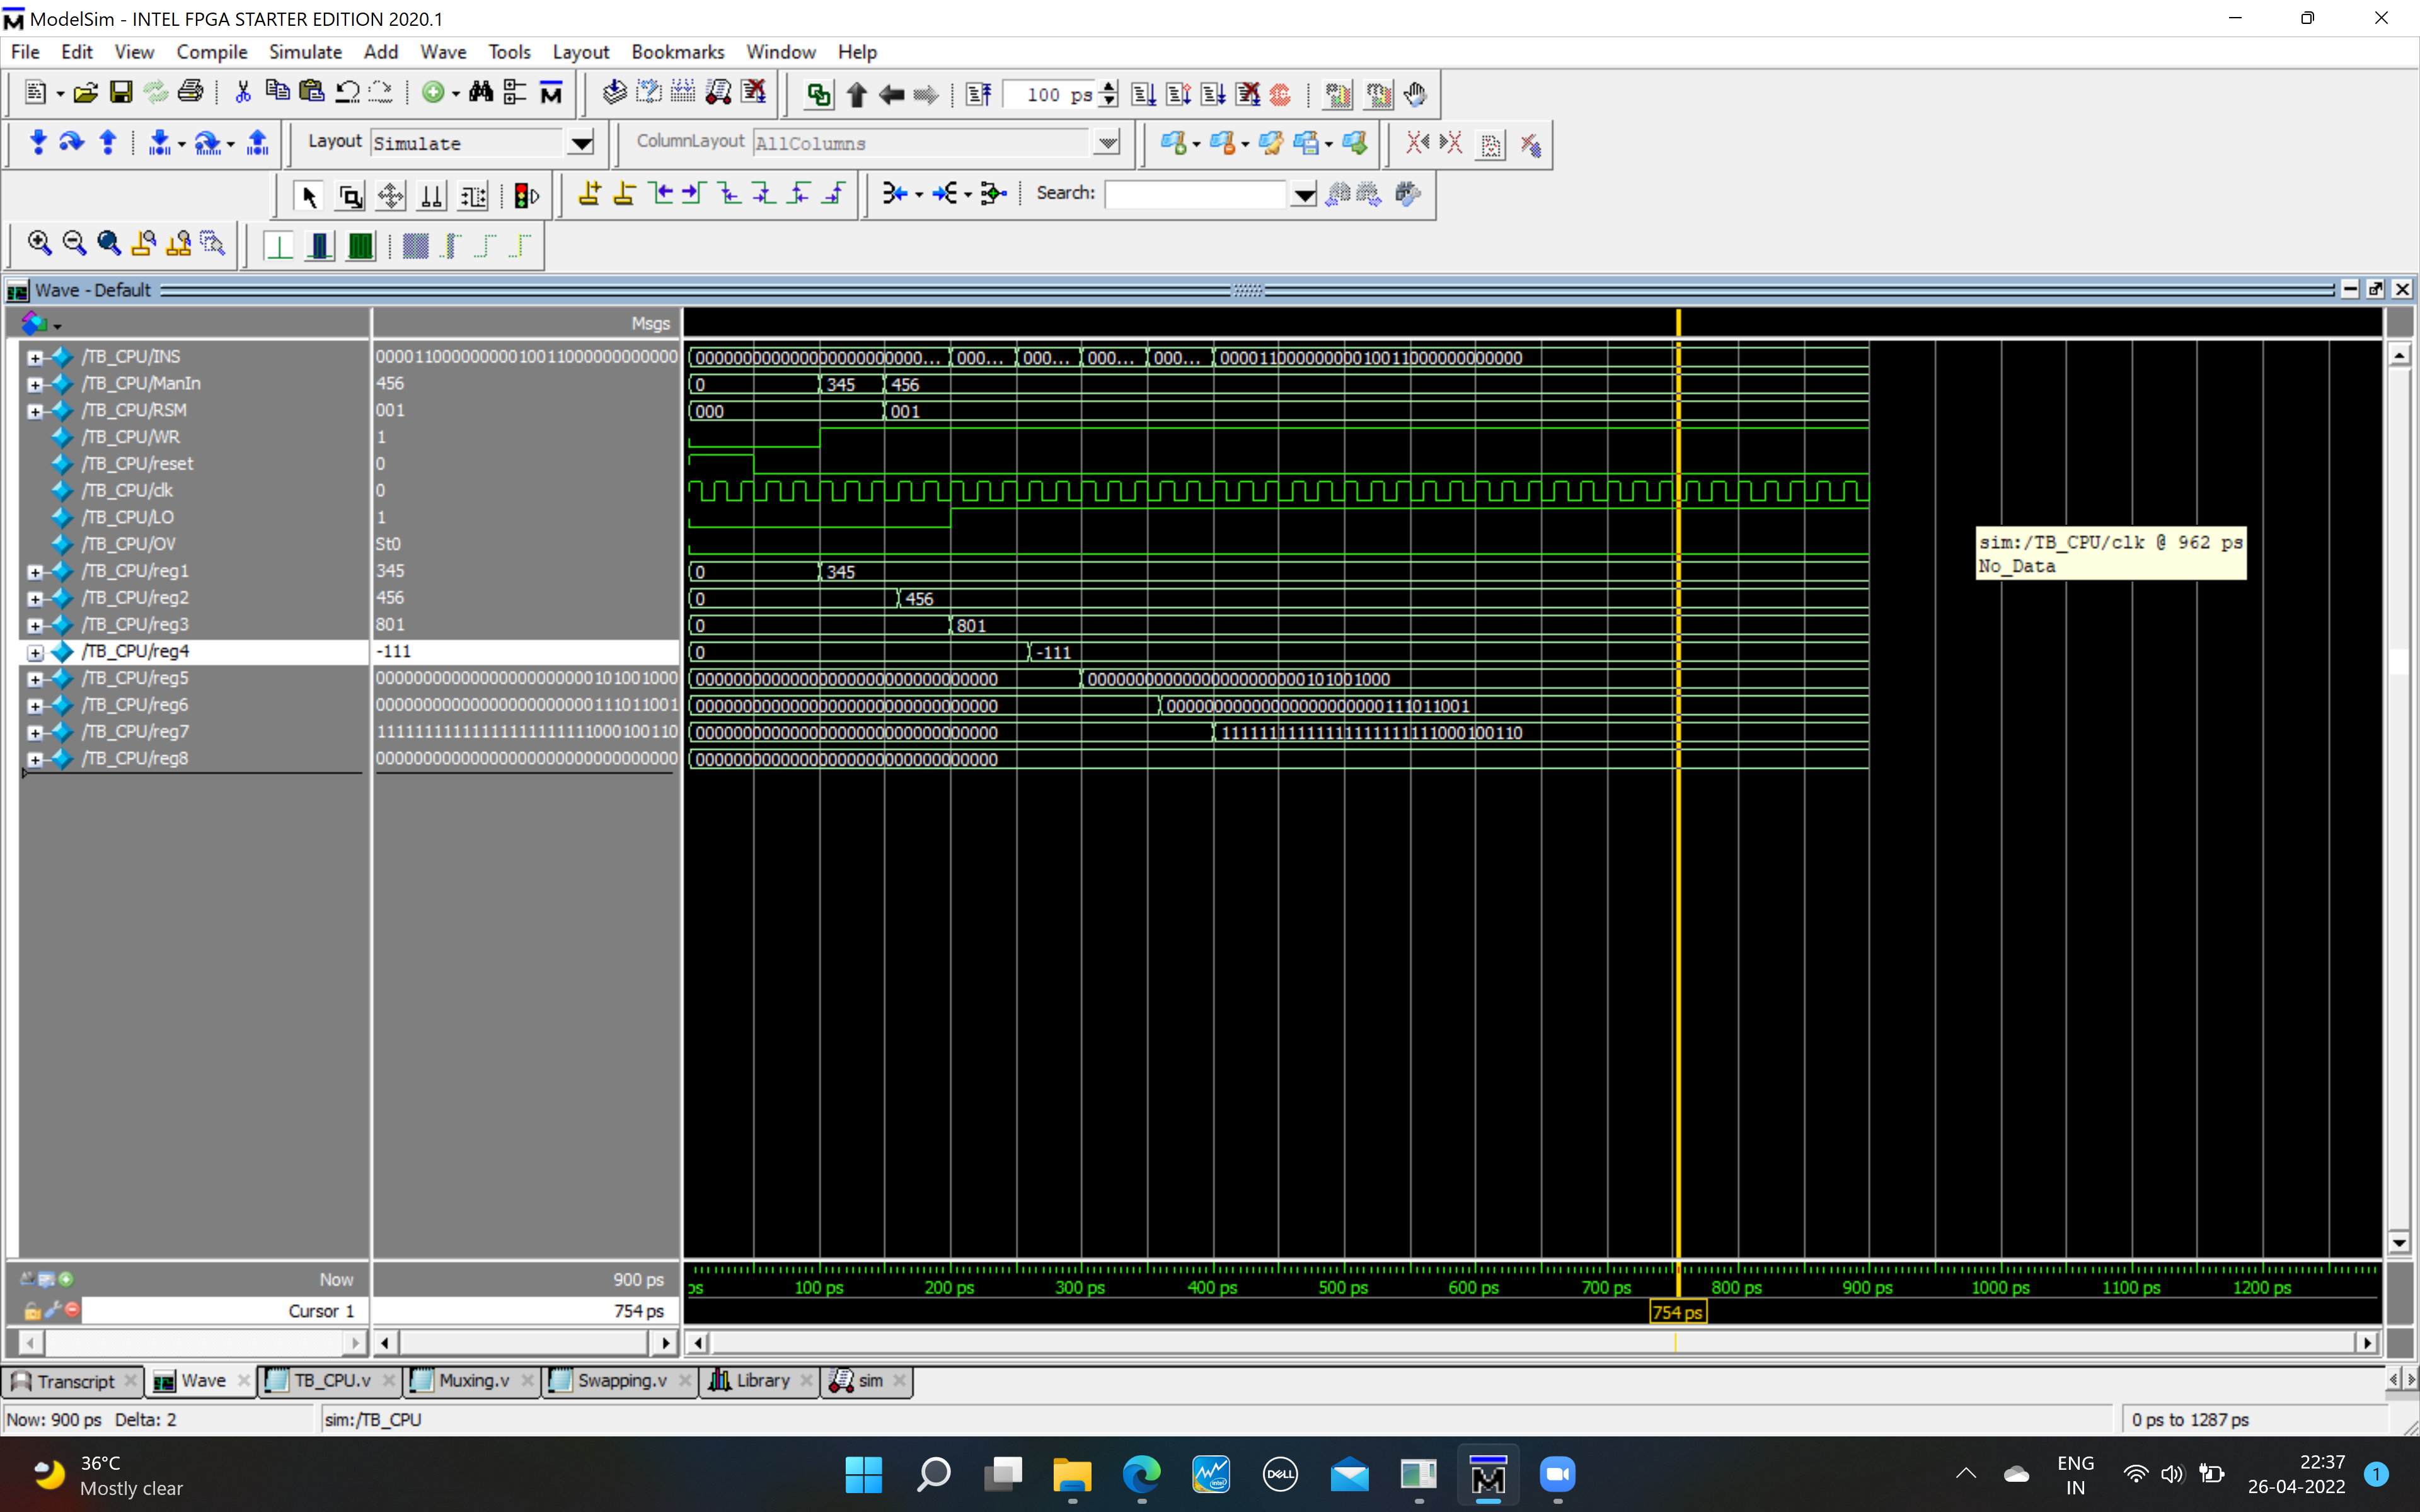 ModelSim - INTEL FPGA STARTER EDITION 2020.1
File Edit View Compile Simulate Add Wave Tools Layout Bookmarks Window Help
100 ps
Layout Simulate ColumnLayout AllColumns
Search:
Wave - Default
Msgs
/TB_CPU/INS 00001100000000010011000000000000 00000000000000000000000... 000... 000... 000... 000... 00001100000000010011000000000000
/TB_CPU/ManIn 456 0 345 456
/TB_CPU/RSM 001 000 001
/TB_CPU/WR 1
/TB_CPU/reset 0
/TB_CPU/clk 0
/TB_CPU/LO 1
/TB_CPU/OV St0
sim:/TB_CPU/clk @ 962 ps
No_Data
/TB_CPU/reg1 345 0 345
/TB_CPU/reg2 456 0 456
/TB_CPU/reg3 801 0 801
/TB_CPU/reg4 -111 0 -111
/TB_CPU/reg5 00000000000000000000000101001000 00000000000000000000000000000000 00000000000000000000000101001000
/TB_CPU/reg6 00000000000000000000000111011001 00000000000000000000000000000000 00000000000000000000000111011001
/TB_CPU/reg7 11111111111111111111111000100110 00000000000000000000000000000000 11111111111111111111111000100110
/TB_CPU/reg8 00000000000000000000000000000000 00000000000000000000000000000000
Now 900 ps ps 100 ps 200 ps 300 ps 400 ps 500 ps 600 ps 700 ps 800 ps 900 ps 1000 ps 1100 ps 1200 ps
Cursor 1 754 ps 754 ps
Transcript Wave TB_CPU.v Muxing.v Swapping.v Library sim
Now: 900 ps Delta: 2 sim:/TB_CPU 0 ps to 1287 ps
36°C
Mostly clear
DELL
intel
ENG
IN
22:37
26-04-2022
1